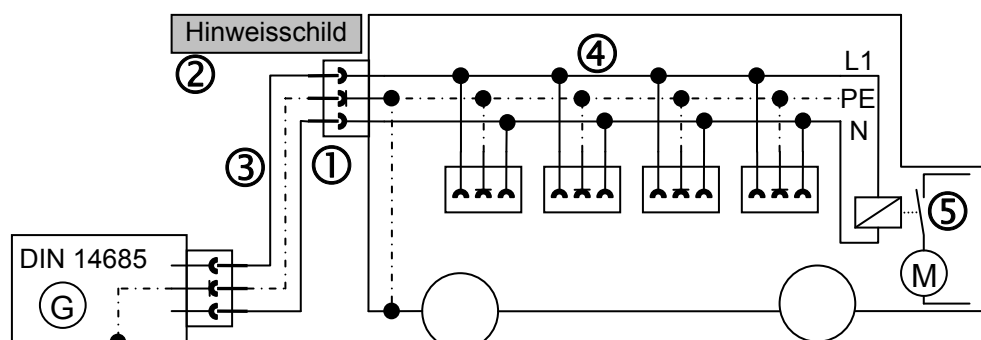 Hinweisschild
②
④
L1
PE
N
③
①
⑤
DIN 14685
G
M